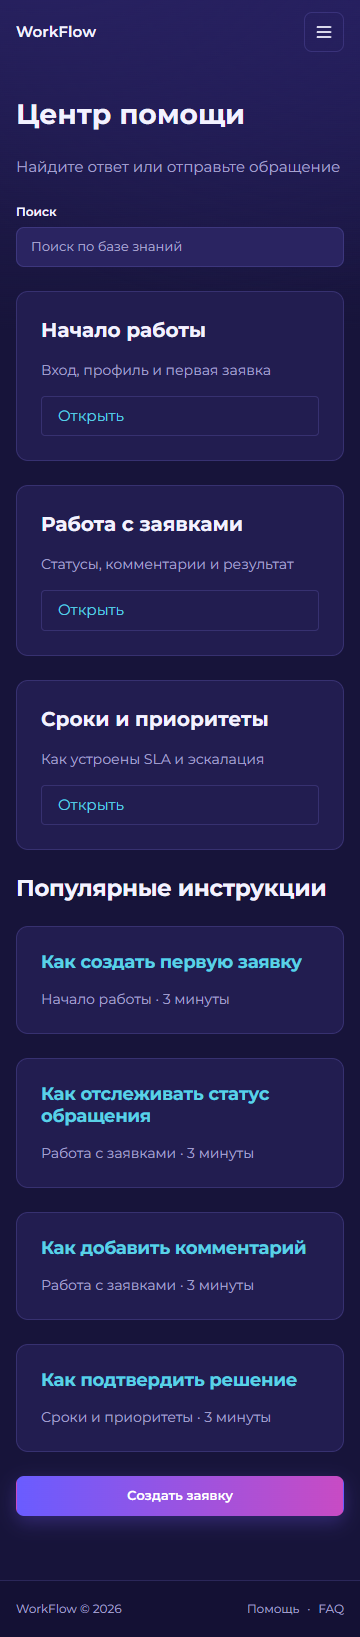 WorkFlow
Центр помощи
Найдите ответ или отправьте обращение
Поиск
Поиск по базе знаний
Начало работы
Вход, профиль и первая заявка
Открыть
Работа с заявками
Статусы, комментарии и результат
Открыть
Сроки и приоритеты
Как устроены SLA и эскалация
Открыть
Популярные инструкции
Как создать первую заявку
Начало работы · 3 минуты
Как отслеживать статус
обращения
Работа с заявками · 3 минуты
Как добавить комментарий
Работа с заявками · 3 минуты
Как подтвердить решение
Сроки и приоритеты · 3 минуты
Создать заявку
WorkFlow © 2026 Помощь · FAQ